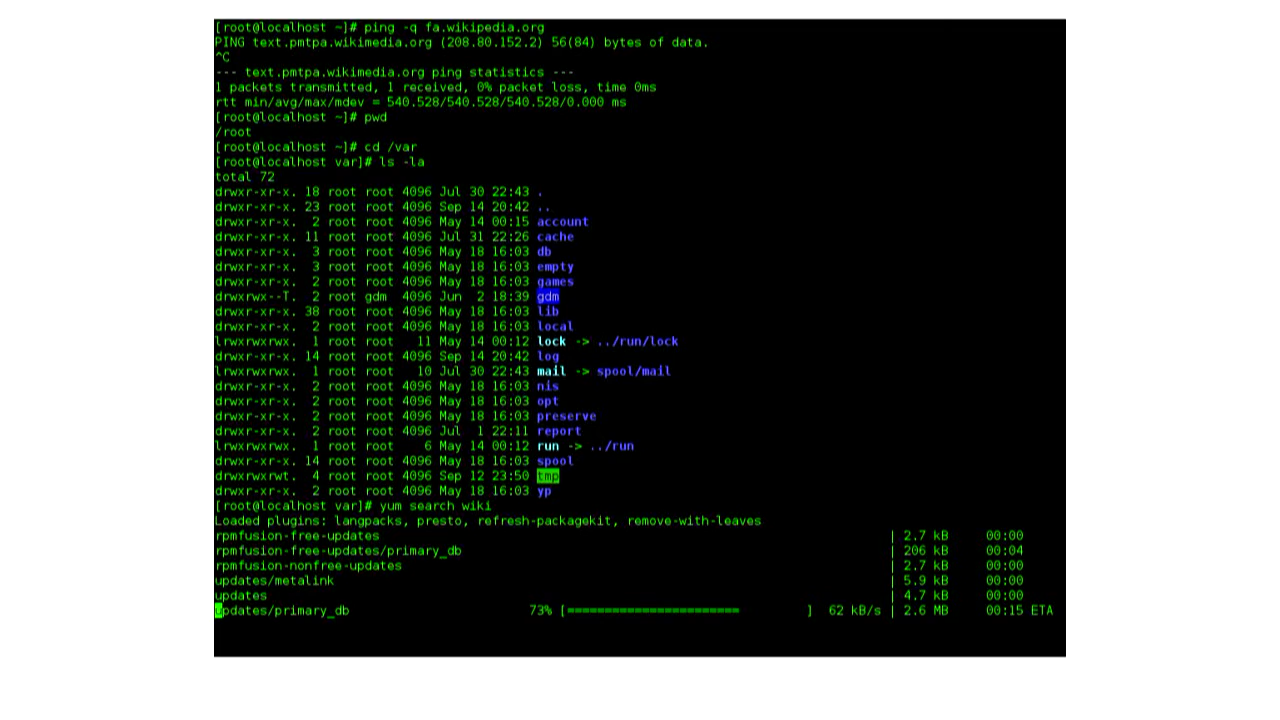 [root@localhost ~]# ping -q fa.wikipedia.org
PING text.pmtpa.wikimedia.org (208.80.152.2) 56(84) bytes of data.
^C
--- text.pmtpa.wikimedia.org ping statistics ---
1 packets transmitted, 1 received, 0% packet loss, time 0ms
rtt min/avg/max/mdev = 540.528/540.528/540.528/0.000 ms
[root@localhost ~]# pwd
/root
[root@localhost ~]# cd /var
[root@localhost var]# ls -la
total 72
drwxr-xr-x. 18 root root 4096 Jul 30 22:43 .
drwxr-xr-x. 23 root root 4096 Sep 14 20:42 ..
drwxr-xr-x.  2 root root 4096 May 14 00:15 account
drwxr-xr-x. 11 root root 4096 Jul 31 22:26 cache
drwxr-xr-x.  3 root root 4096 May 18 16:03 db
drwxr-xr-x.  3 root root 4096 May 18 16:03 empty
drwxr-xr-x.  2 root root 4096 May 18 16:03 games
drwxrwx--T.  2 root gdm  4096 Jun  2 18:39 gdm
drwxr-xr-x. 38 root root 4096 May 18 16:03 lib
drwxr-xr-x.  2 root root 4096 May 18 16:03 local
lrwxrwxrwx.  1 root root   11 May 14 00:12 lock -> ../run/lock
drwxr-xr-x. 14 root root 4096 Sep 14 20:42 log
lrwxrwxrwx.  1 root root   10 Jul 30 22:43 mail -> spool/mail
drwxr-xr-x.  2 root root 4096 May 18 16:03 nis
drwxr-xr-x.  2 root root 4096 May 18 16:03 opt
drwxr-xr-x.  2 root root 4096 May 18 16:03 preserve
drwxr-xr-x.  2 root root 4096 Jul  1 22:11 report
lrwxrwxrwx.  1 root root    6 May 14 00:12 run -> ../run
drwxr-xr-x. 14 root root 4096 May 18 16:03 spool
drwxrwxrwt.  4 root root 4096 Sep 12 23:50 tmp
drwxr-xr-x.  2 root root 4096 May 18 16:03 yp
[root@localhost var]# yum search wiki
Loaded plugins: langpacks, presto, refresh-packagekit, remove-with-leaves
rpmfusion-free-updates | 2.7 kB 00:00
rpmfusion-free-updates/primary_db | 206 kB 00:04
rpmfusion-nonfree-updates | 2.7 kB 00:00
updates/metalink | 5.9 kB 00:00
updates | 4.7 kB 00:00
updates/primary_db 73% [======================= ] 62 kB/s | 2.6 MB 00:15 ETA